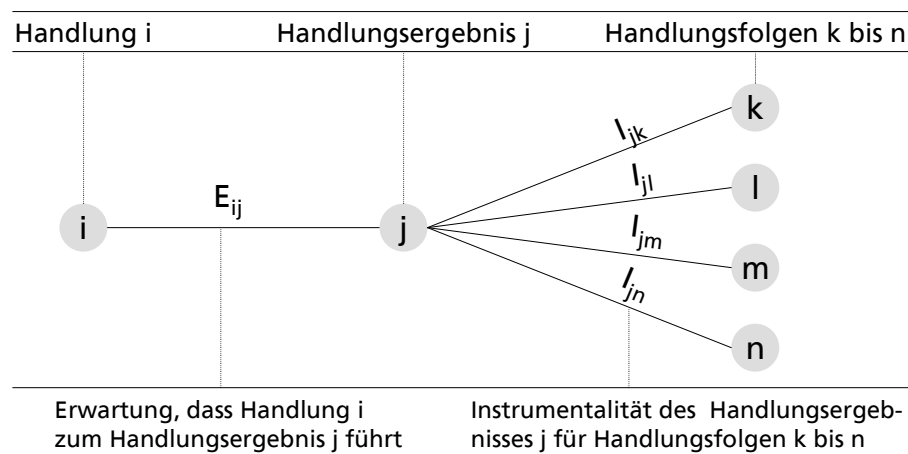 Handlung i Handlungsergebnis j Handlungsfolgen k bis n
k
I_jk
I_jl
l
E_ij
i
j
I_jm
m
I_jn
n
Erwartung, dass Handlung i
zum Handlungsergebnis j führt
Instrumentalität des Handlungsergeb-
nisses j für Handlungsfolgen k bis n